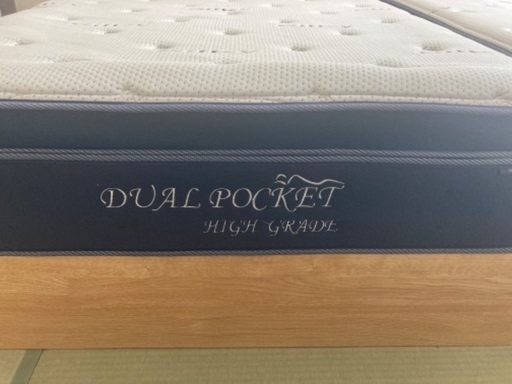 DUAL POCKET
HIGH GRADE